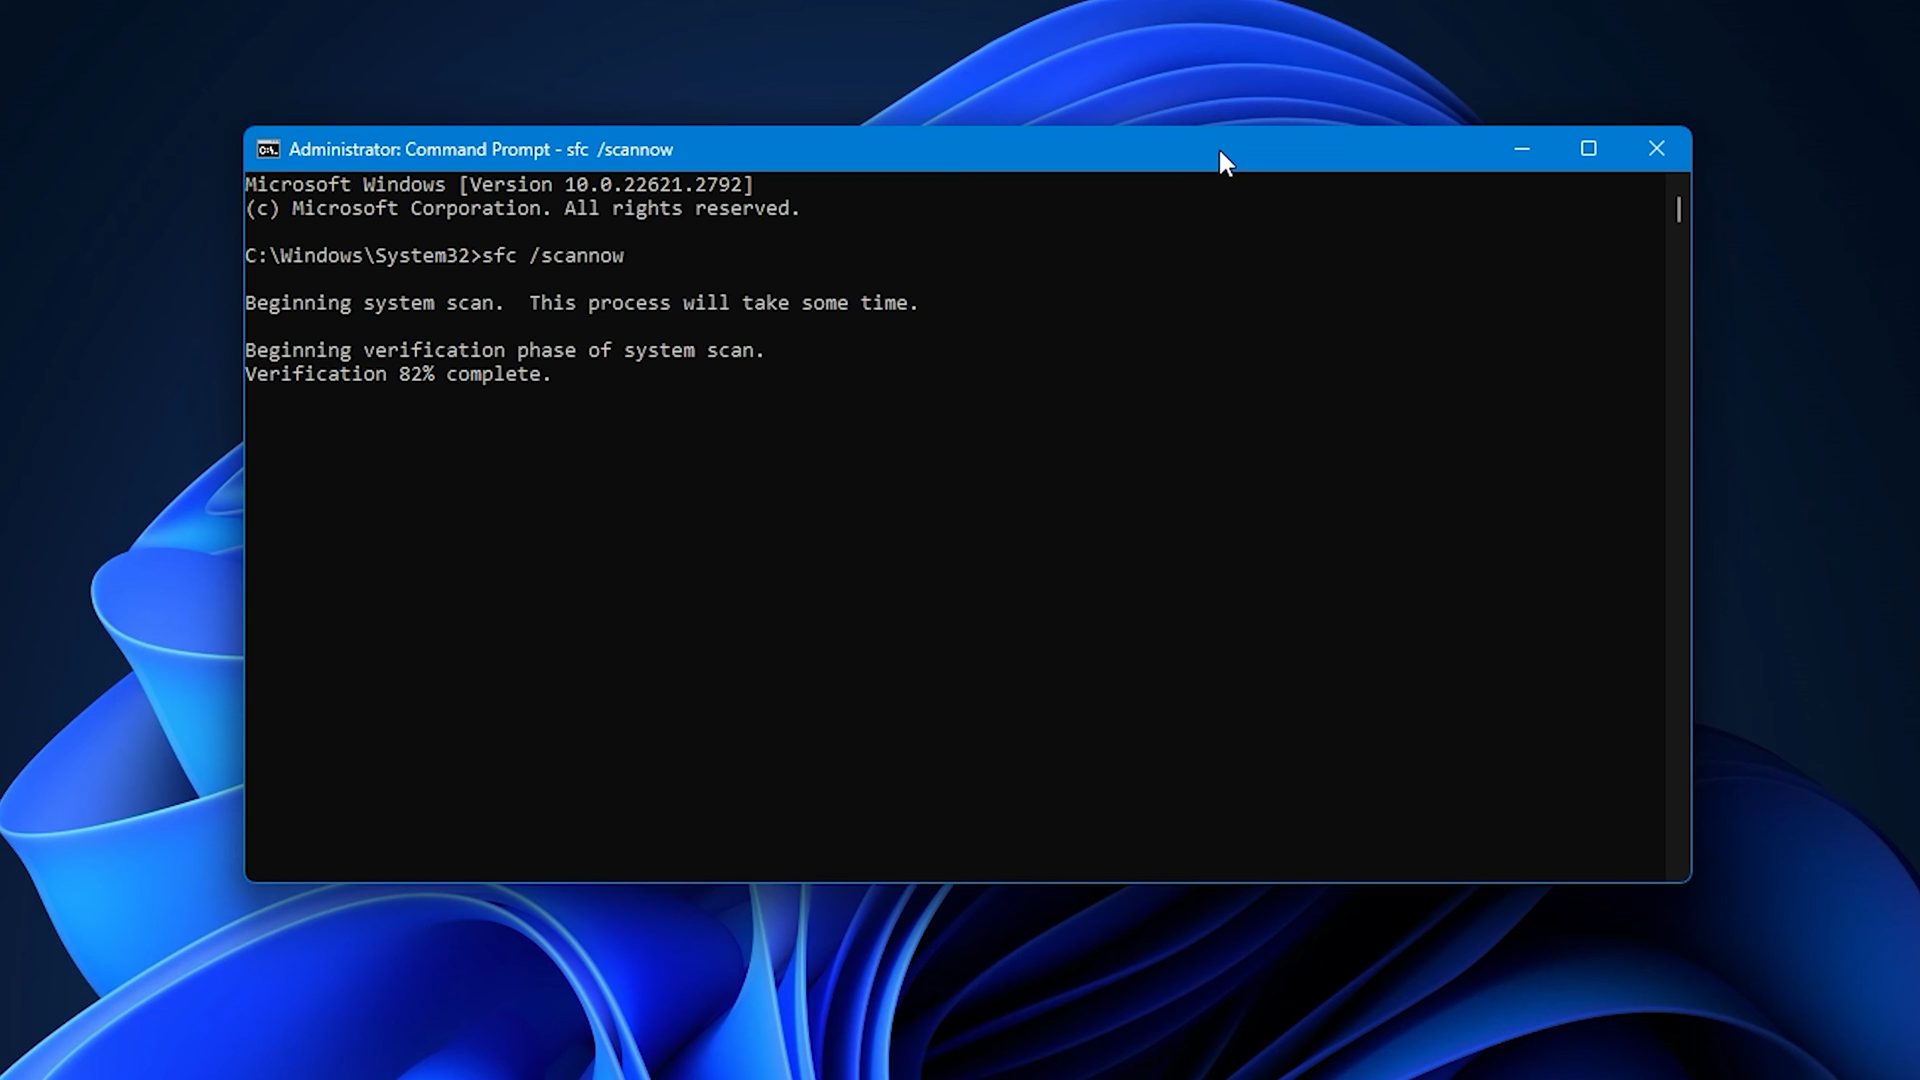 Administrator: Command Prompt - sfc  /scannow
Microsoft Windows [Version 10.0.22621.2792]
(c) Microsoft Corporation. All rights reserved.
C:\Windows\System32>sfc /scannow
Beginning system scan.  This process will take some time.
Beginning verification phase of system scan.
Verification 82% complete.